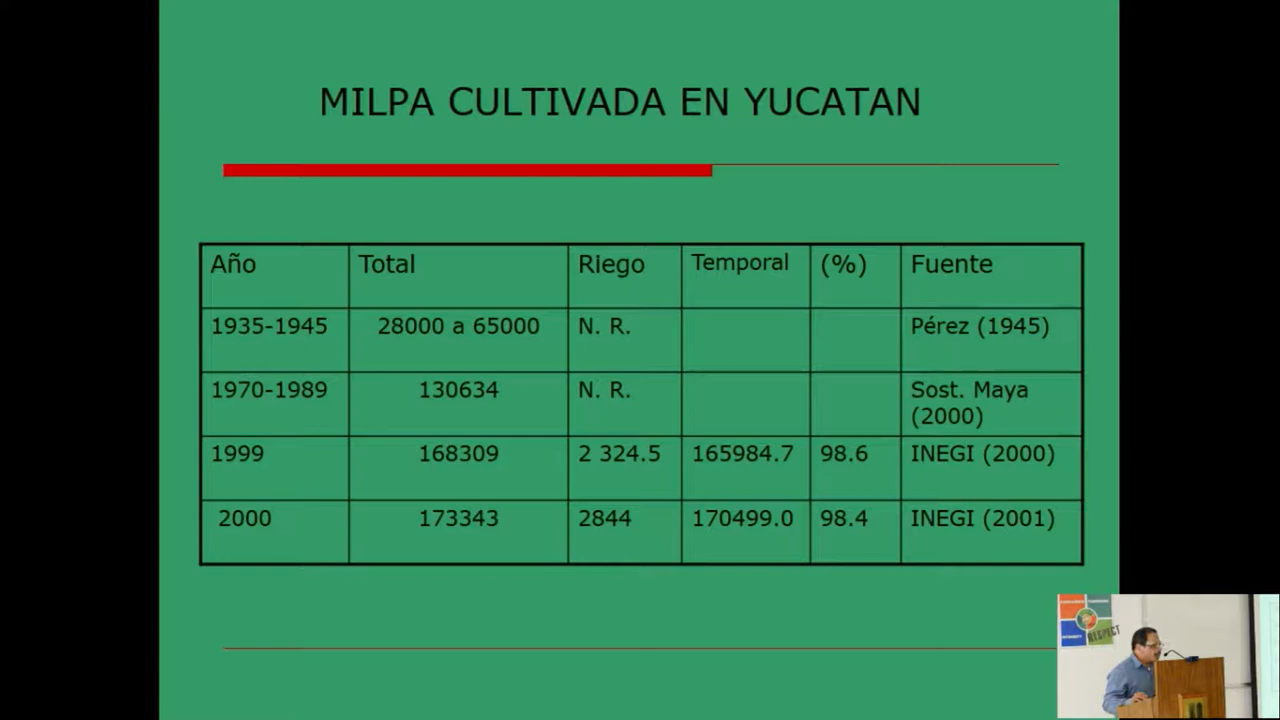 MILPA CULTIVADA EN YUCATAN
Año Total Riego Temporal (%) Fuente
1935-1945 28000 a 65000 N. R. Pérez (1945)
1970-1989 130634 N. R. Sost. Maya
(2000)
1999 168309 2 324.5 165984.7 98.6 INEGI (2000)
2000 173343 2844 170499.0 98.4 INEGI (2001)
RESPECT